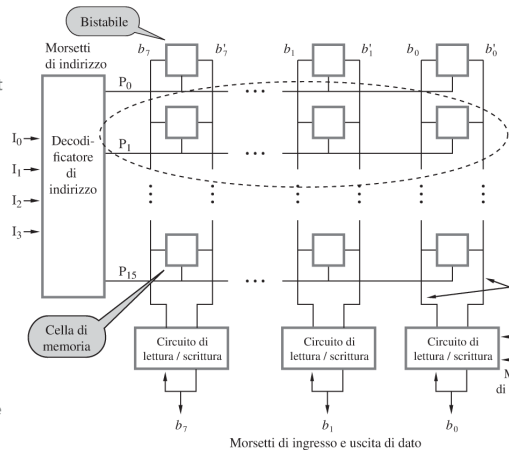 Bistabile
Morsetti
di indirizzo
b7 b'7 b1 b'1 b0 b'0
P0
I0
I1
I2
I3
Decodi-
ficatore
di
indirizzo
P1
P15
Cella di
memoria
Circuito di
lettura / scrittura
Circuito di
lettura / scrittura
Circuito di
lettura / scrittura
di
b7 b1 b0
Morsetti di ingresso e uscita di dato